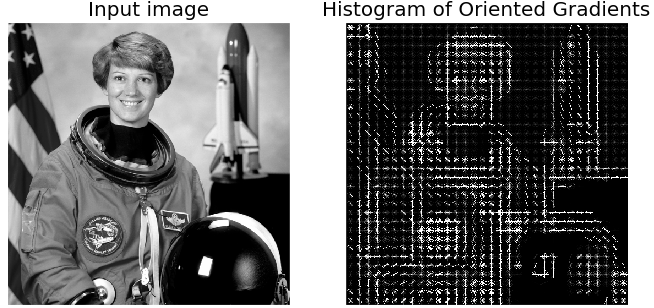 Input image
Histogram of Oriented Gradients